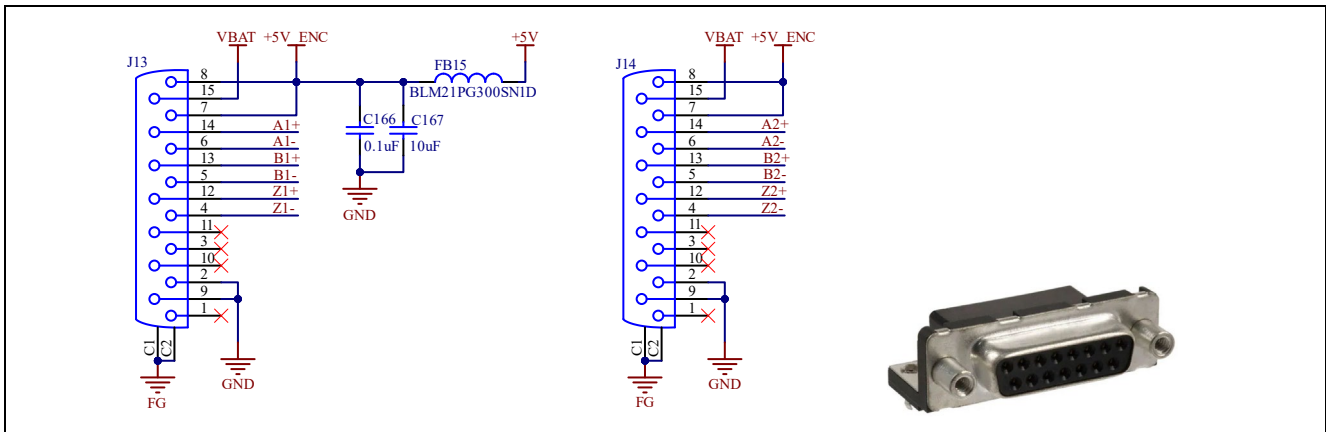 VBAT +5V_ENC
+5V
J13
FB15
BLM21PG300SN1D
8
15
7
14 A1+
6 A1-
13 B1+
5 B1-
12 Z1+
4 Z1-
11
3
10
2
9
1
C166
0.1uF
C167
10uF
GND
C1
C2
GND
FG
VBAT +5V_ENC
J14
8
15
7
14 A2+
6 A2-
13 B2+
5 B2-
12 Z2+
4 Z2-
11
3
10
2
9
1
C1
C2
GND
FG